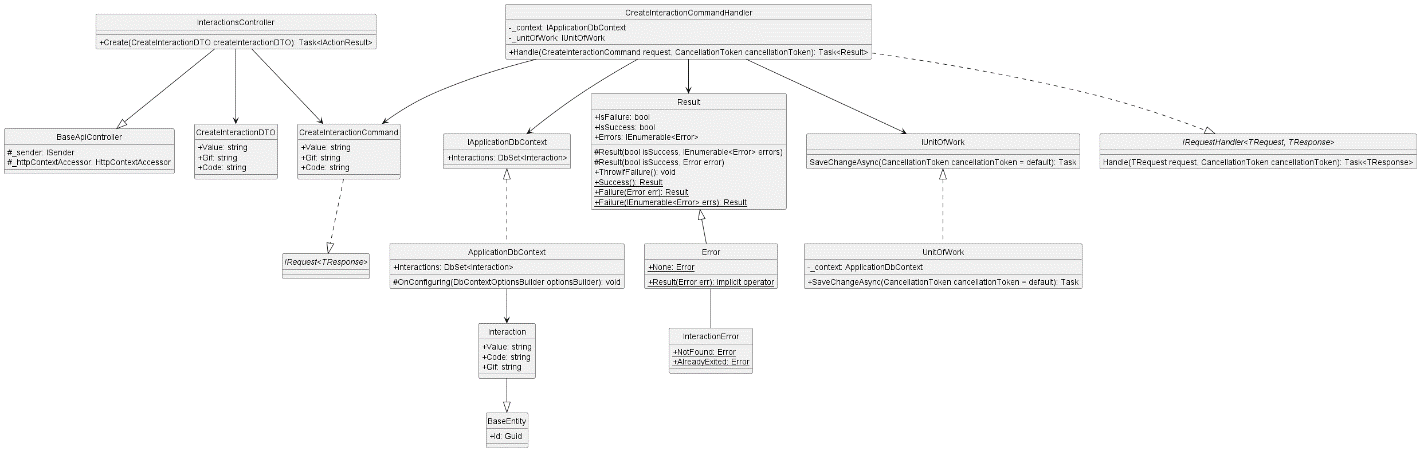 InteractionsController
+Create(CreateInteractionDTO createInteractionDTO): Task<IActionResult>
CreateInteractionCommandHandler
-_context: IApplicationDbContext
-_unitOfWork: IUnitOfWork
+Handle(CreateInteractionCommand request, CancellationToken cancellationToken): Task<Result>
BaseApiController
#_sender: ISender
#_httpContextAccessor: HttpContextAccessor
CreateInteractionDTO
+Value: string
+Gif: string
+Code: string
CreateInteractionCommand
+Value: string
+Gif: string
+Code: string
IApplicationDbContext
+Interactions: DbSet<Interaction>
Result
+IsFailure: bool
+IsSuccess: bool
+Errors: IEnumerable<Error>
#Result(bool isSuccess, IEnumerable<Error> errors)
#Result(bool isSuccess, Error error)
+ThrowIfFailure(): void
+Success(): Result
+Failure(Error err): Result
+Failure(IEnumerable<Error> errs): Result
IUnitOfWork
SaveChangeAsync(CancellationToken cancellationToken = default): Task
IRequestHandler<TRequest, TResponse>
Handle(TRequest request, CancellationToken cancellationToken): Task<TResponse>
IRequest<TResponse>
ApplicationDbContext
+Interactions: DbSet<Interaction>
#OnConfiguring(DbContextOptionsBuilder optionsBuilder): void
Error
+None: Error
+Result(Error err): implicit operator
UnitOfWork
-_context: ApplicationDbContext
+SaveChangeAsync(CancellationToken cancellationToken = default): Task
Interaction
+Value: string
+Code: string
+Gif: string
InteractionError
+NotFound: Error
+AlreadyExited: Error
BaseEntity
+Id: Guid